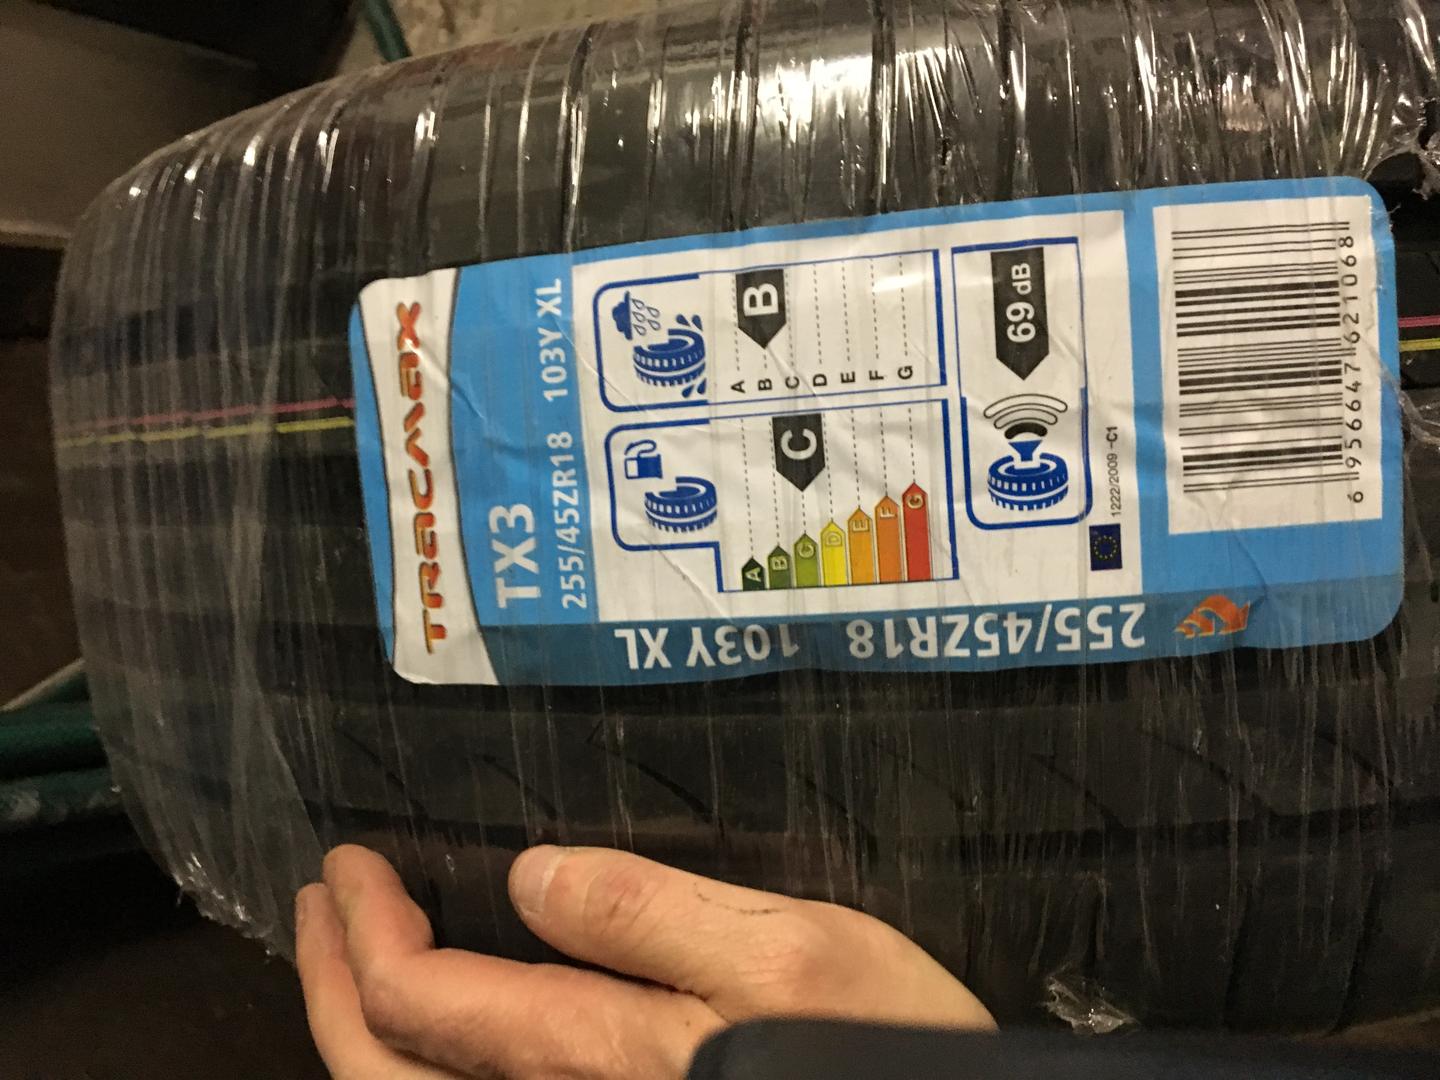 TRACMAX
TX3
255/45ZR18 103Y XL
A
B
C
D
E
F
G
C
A
B
C
D
E
F
G
B
69 dB
1222/2009 -C1
6 956647 621068
255/45ZR18 103Y XL